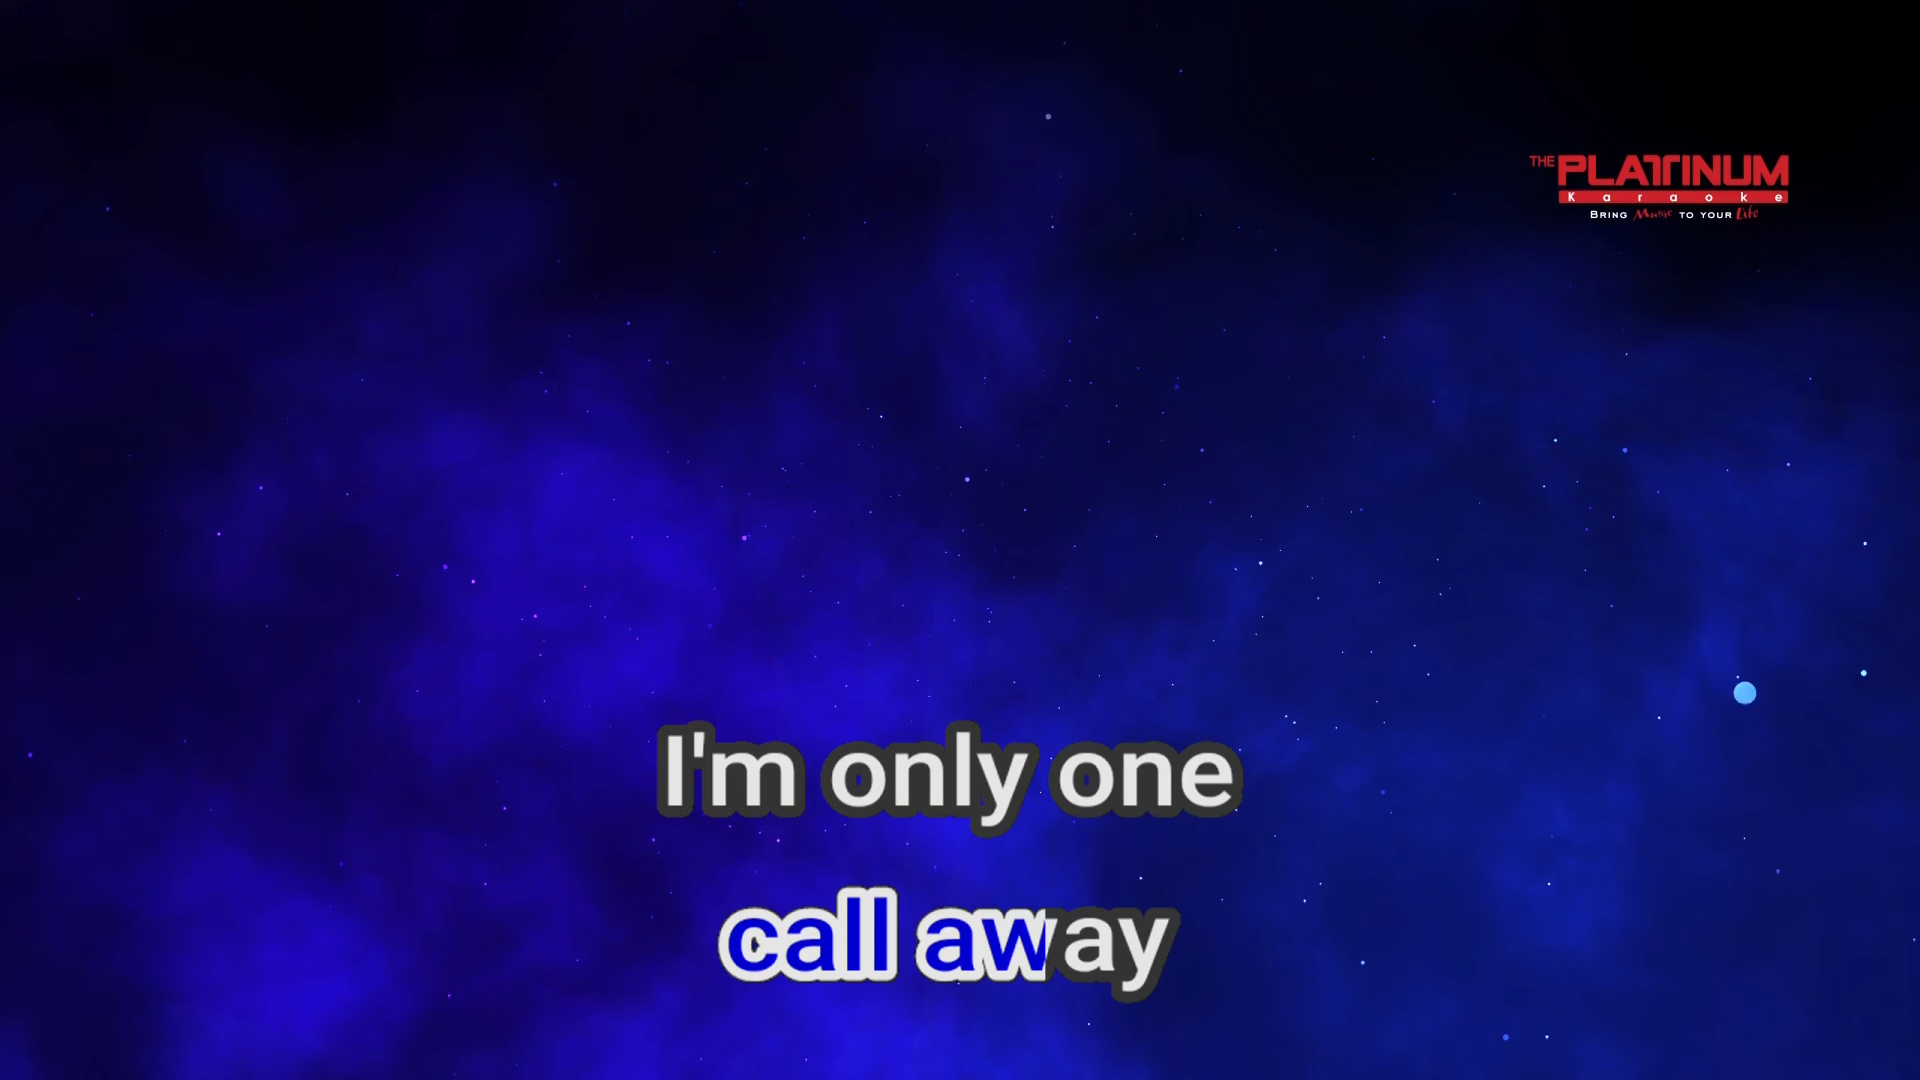 THE PLATINUM
Karaoke
BRING Music TO YOUR Life
I'm only one
call away